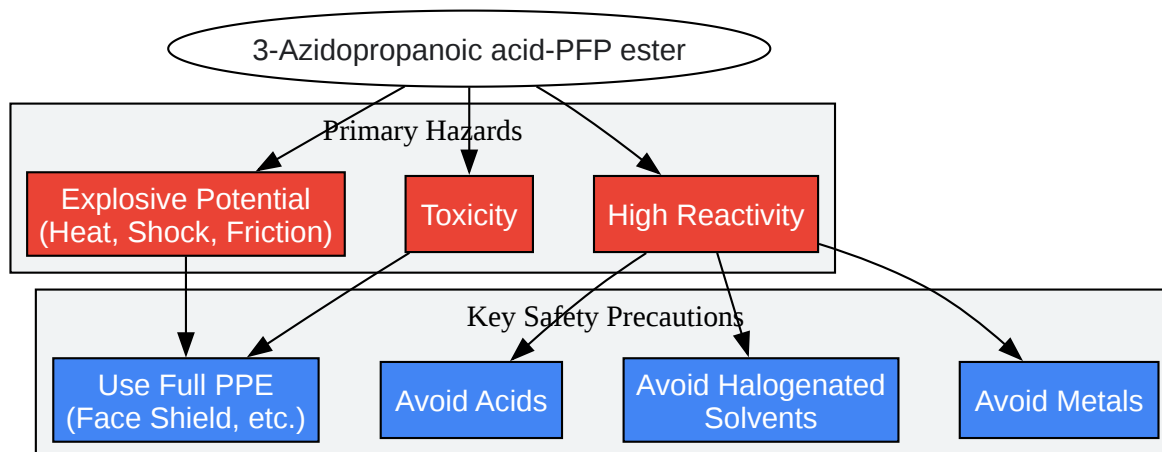 3-Azidopropanoic acid-PFP ester
Primary Hazards
Explosive Potential
(Heat, Shock, Friction)
Toxicity
High Reactivity
Key Safety Precautions
Use Full PPE
(Face Shield, etc.)
Avoid Acids
Avoid Halogenated
Solvents
Avoid Metals